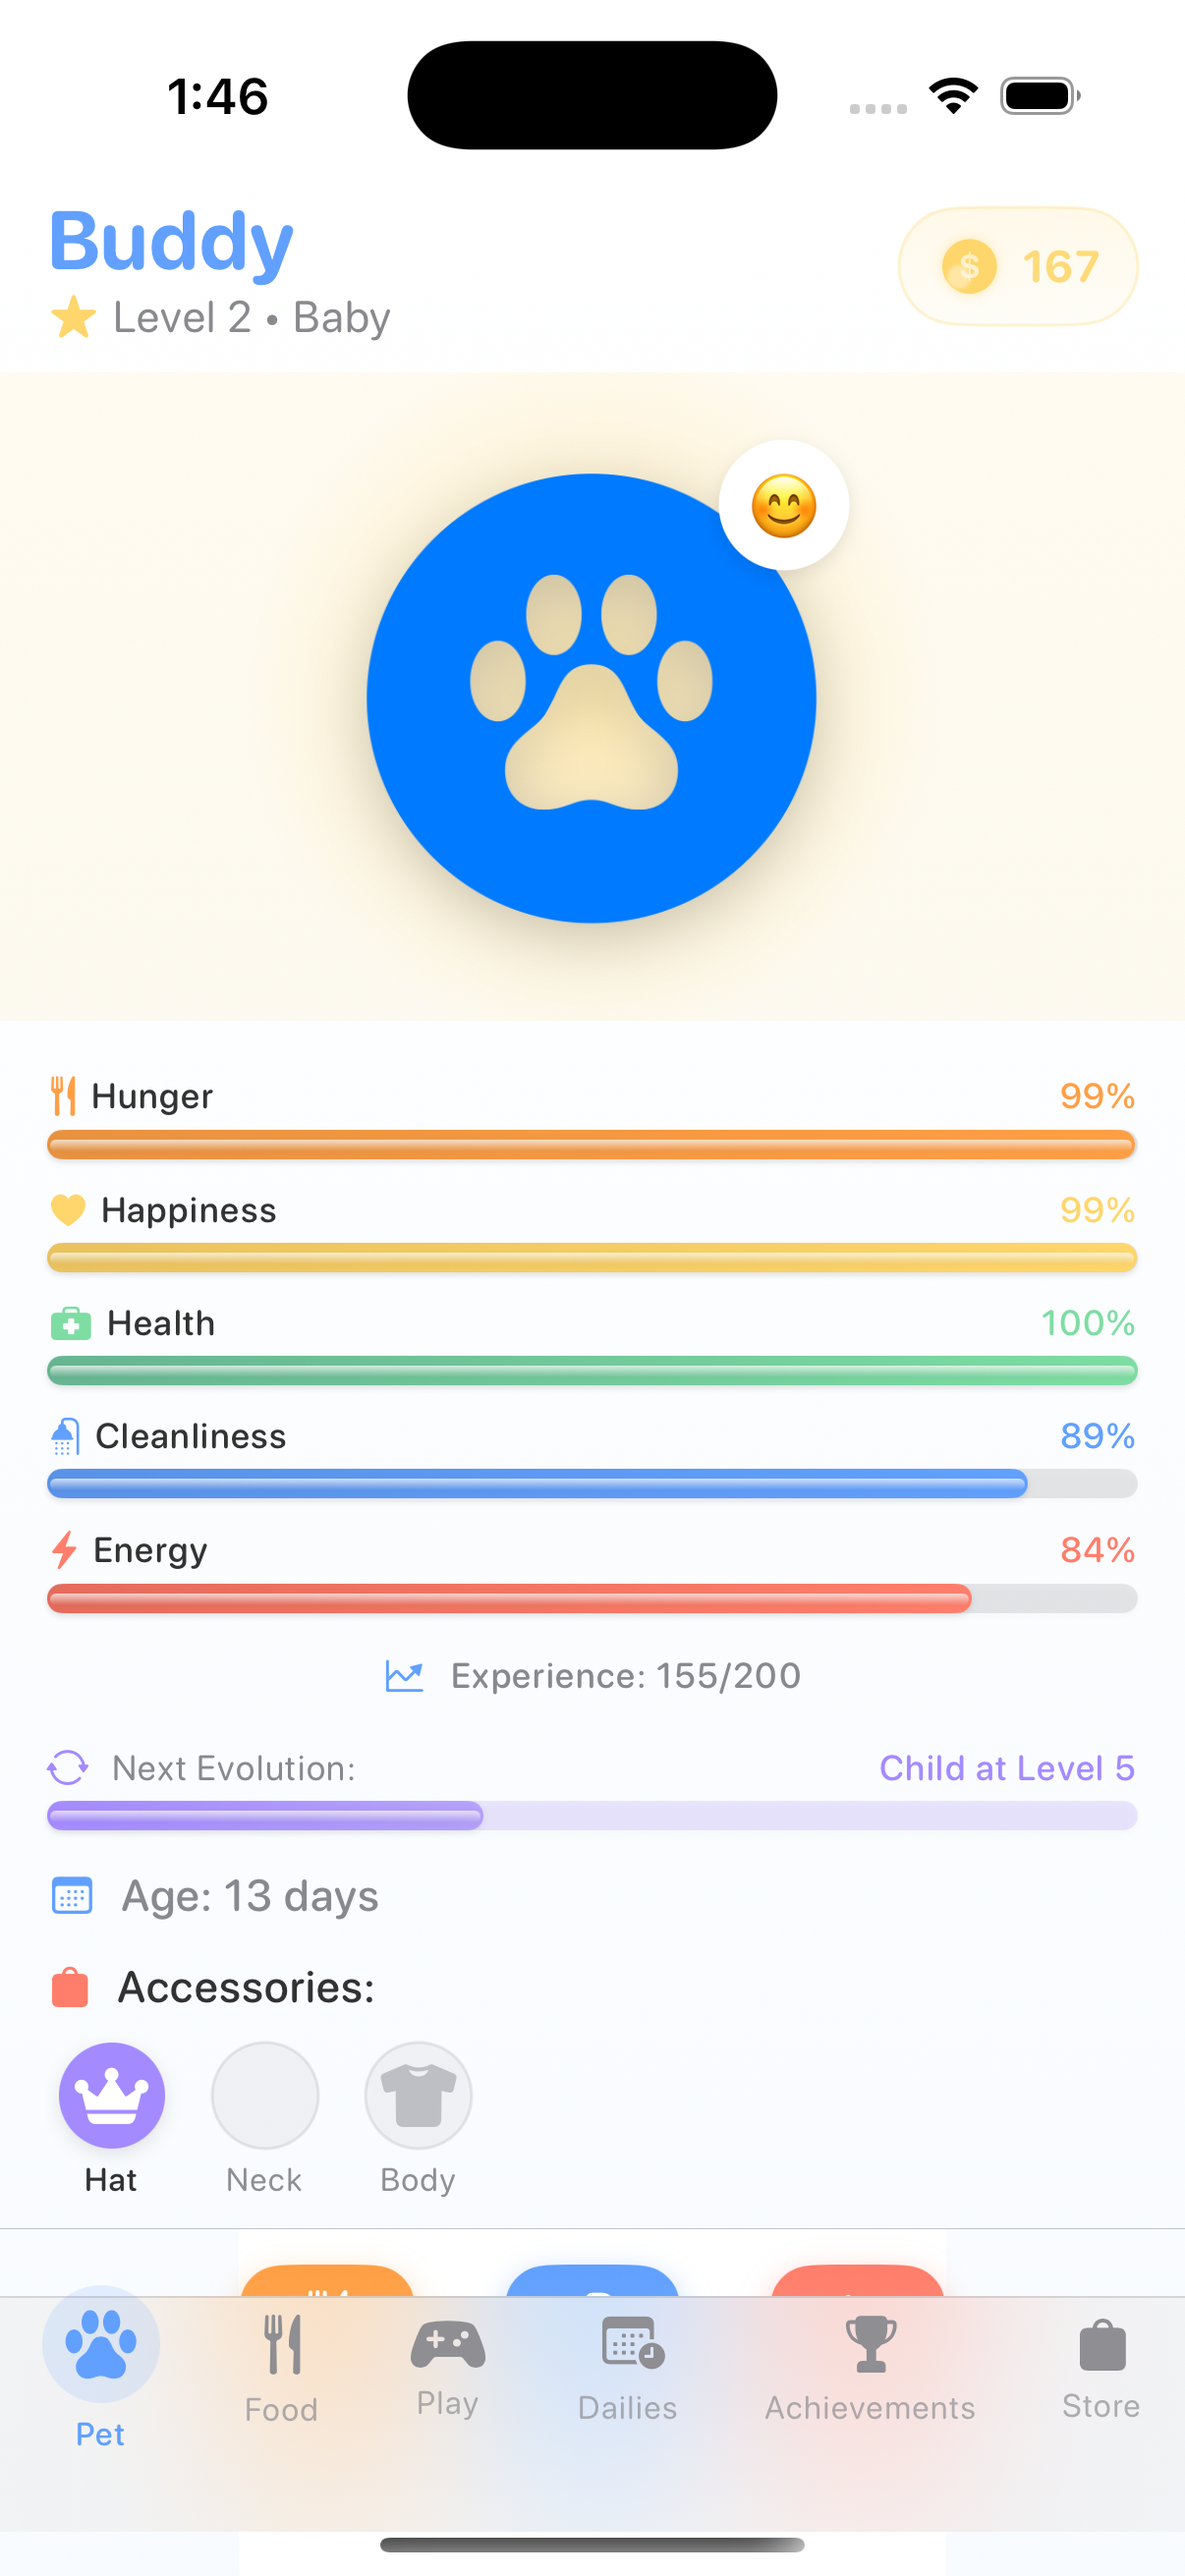 1:46
Buddy
Level 2 • Baby
$ 167
Hunger 99%
Happiness 99%
Health 100%
Cleanliness 89%
Energy 84%
Experience: 155/200
Next Evolution: Child at Level 5
Age: 13 days
Accessories:
Hat Neck Body
Pet Food Play Dailies Achievements Store